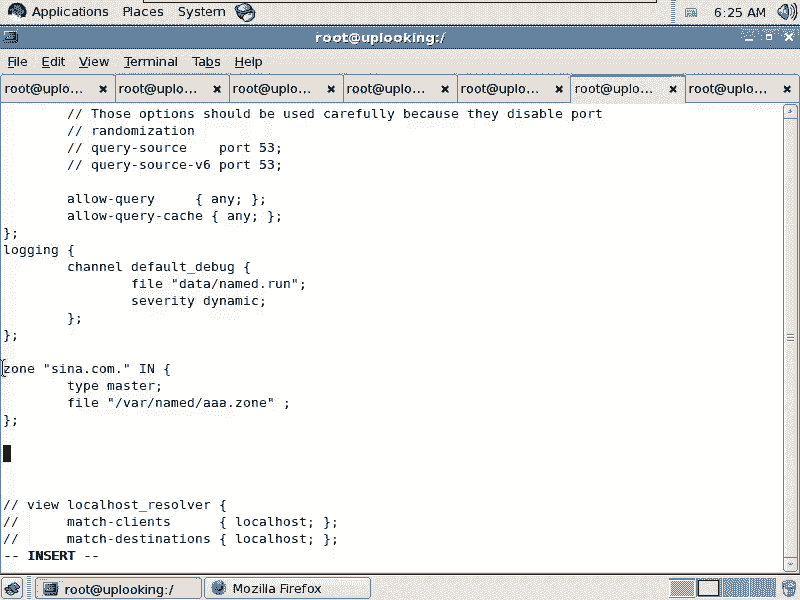 Applications Places System 6:25 AM
root@uplooking:/
File Edit View Terminal Tabs Help
root@uplo... root@uplo... root@uplo... root@uplo... root@uplo... root@uplo... root@uplo...
        // Those options should be used carefully because they disable port
        // randomization
        // query-source    port 53;
        // query-source-v6 port 53;
        allow-query     { any; };
        allow-query-cache { any; };
};
logging {
        channel default_debug {
                file "data/named.run";
                severity dynamic;
        };
};
zone "sina.com." IN {
        type master;
        file "/var/named/aaa.zone" ;
};
// view localhost_resolver {
//      match-clients      { localhost; };
//      match-destinations { localhost; };
-- INSERT --
root@uplooking:/ Mozilla Firefox